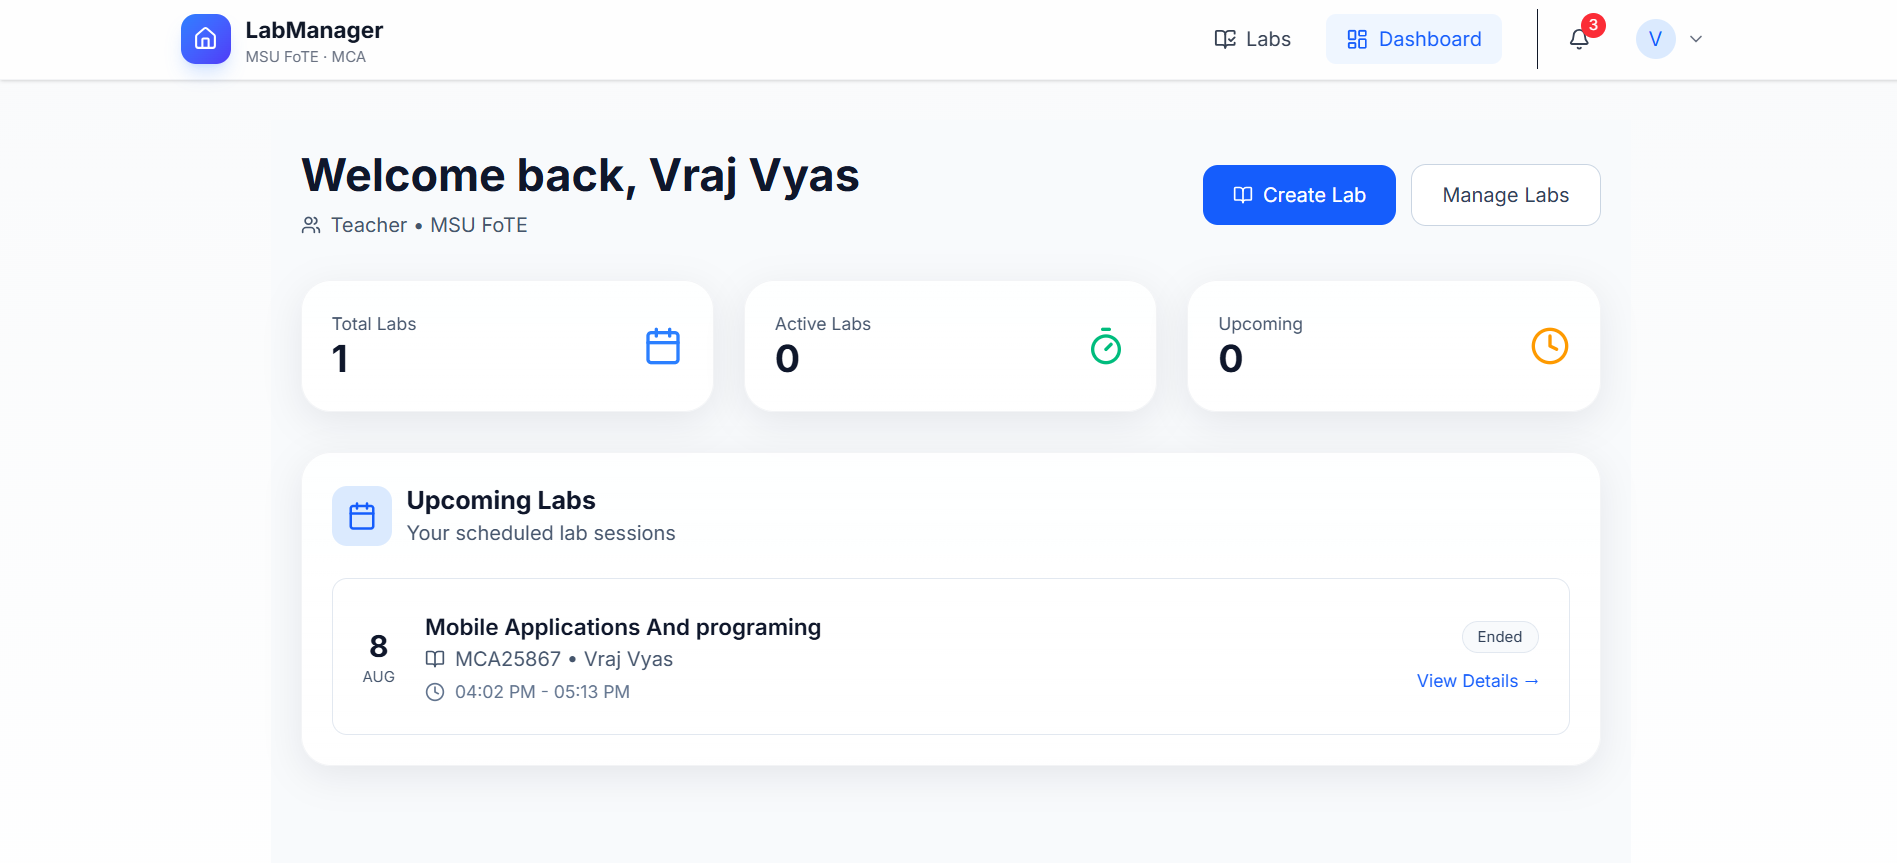 LabManager
MSU FoTE · MCA
Labs
Dashboard
3
V
Welcome back, Vraj Vyas
Teacher • MSU FoTE
Create Lab
Manage Labs
Total Labs
1
Active Labs
0
Upcoming
0
Upcoming Labs
Your scheduled lab sessions
8
AUG
Mobile Applications And programing
MCA25867 • Vraj Vyas
04:02 PM - 05:13 PM
Ended
View Details →